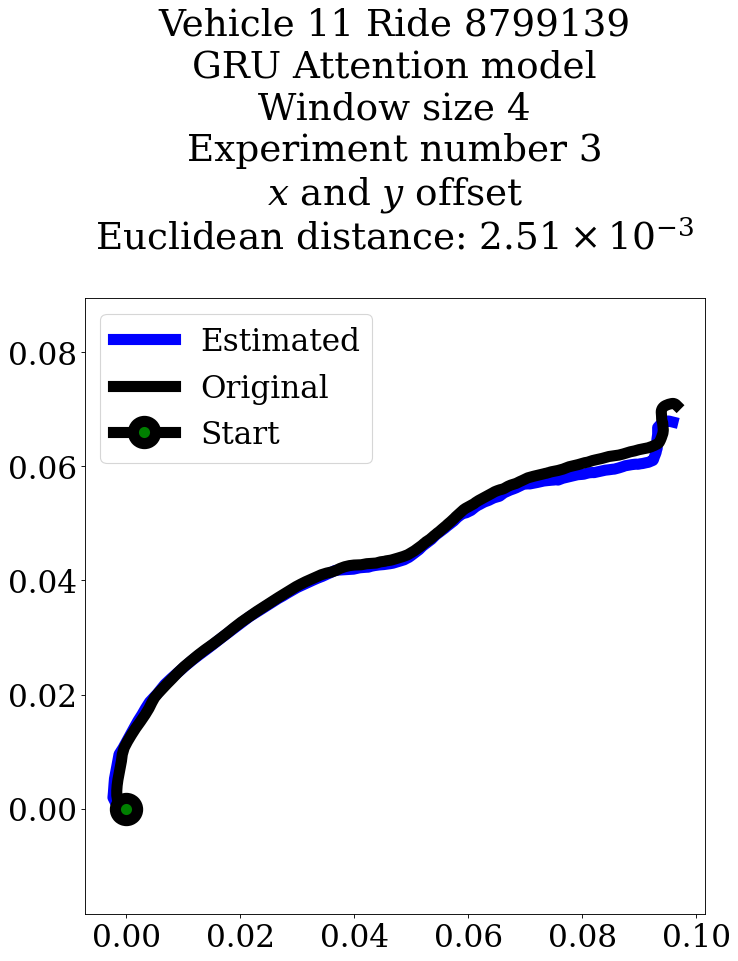 Vehicle 11 Ride 8799139
GRU Attention model
Window size 4
Experiment number 3
x and y offset
Euclidean distance: 2.51 × 10⁻³
Estimated
Original
Start
0.08
0.06
0.04
0.02
0.00
0.00 0.02 0.04 0.06 0.08 0.10